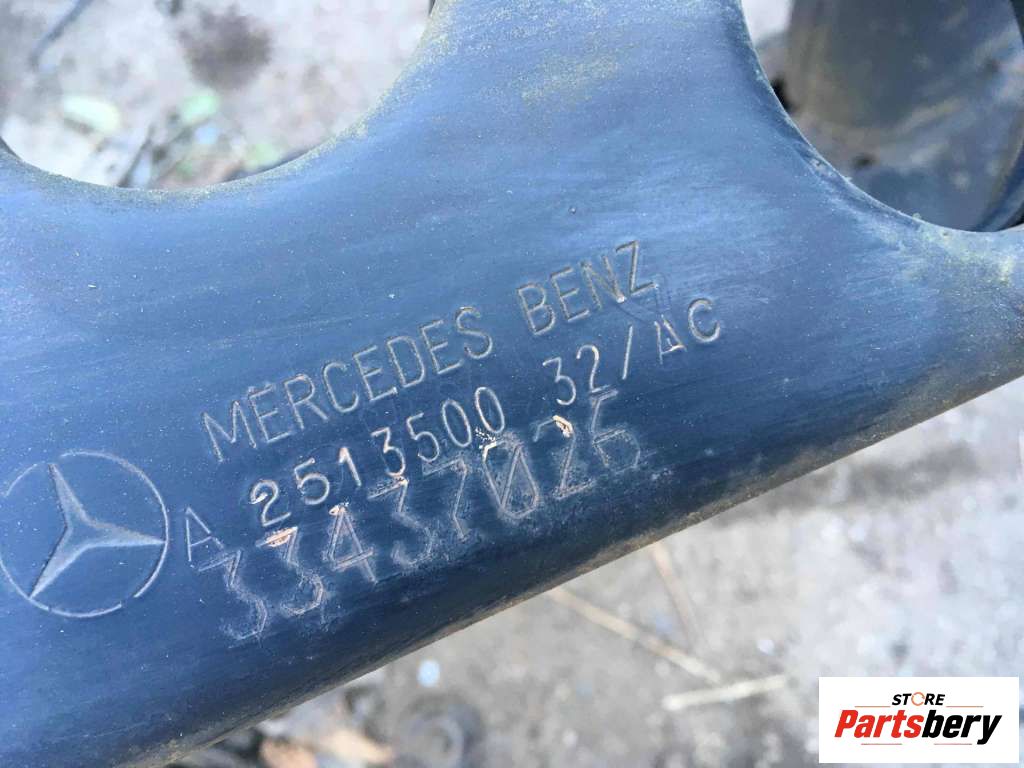 MERCEDES BENZ
A 2513500 32/AC
33437026
STORE
Partsbery